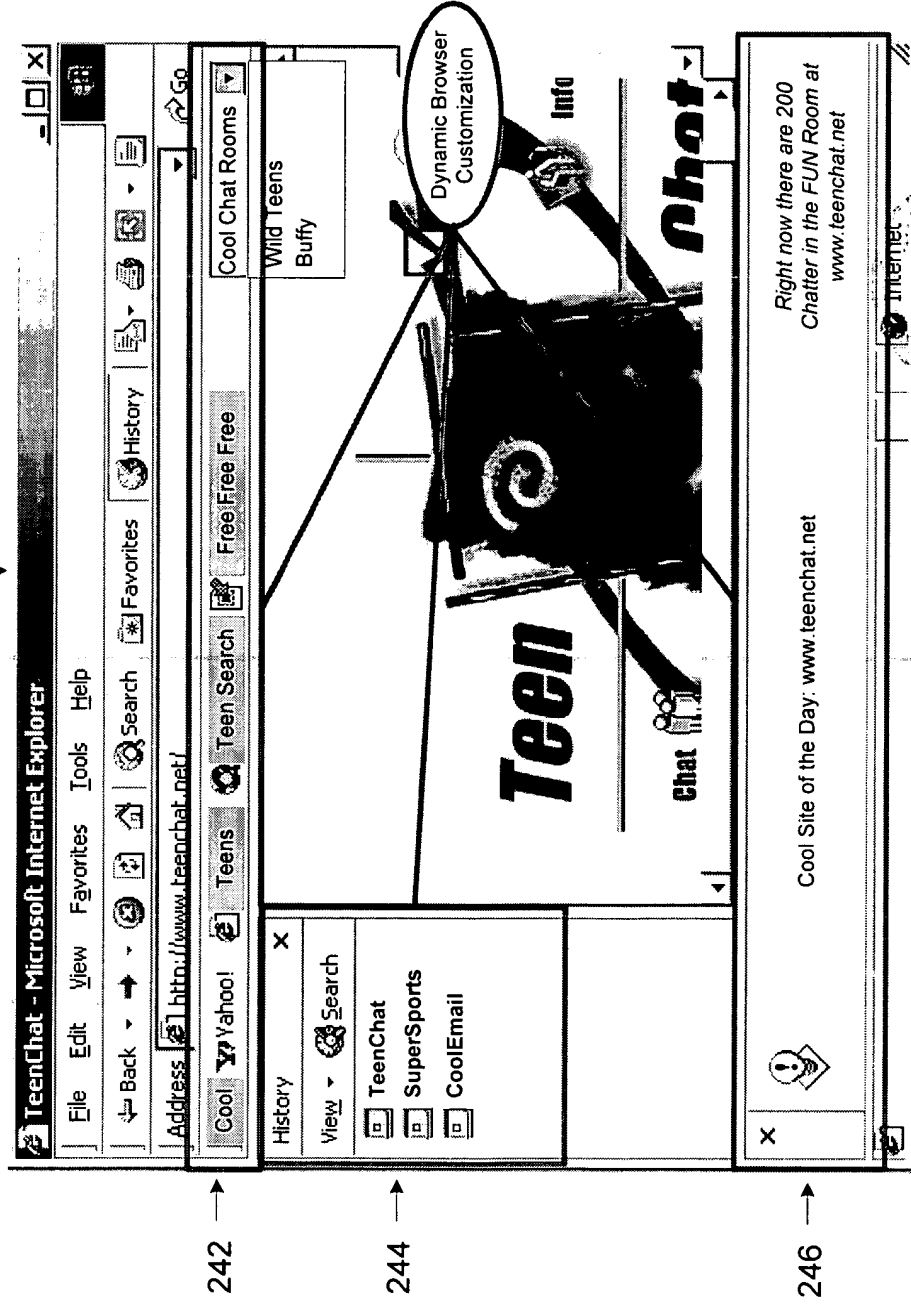 TeenChat - Microsoft Internet Explorer
File Edit View Favorites Tools Help
Back Search Favorites History
Address http://www.teenchat.net/ Go
242
Cool Yahoo! Teens Teen Search Free Free Free Cool Chat Rooms
Wild Teens
Buffy
244
History
View Search
TeenChat
SuperSports
CoolEmail
Dynamic Browser
Customization
Teen
Chat
Chat
Info
246
Cool Site of the Day: www.teenchat.net
Right now there are 200
Chatter in the FUN Room at
www.teenchat.net
Internet